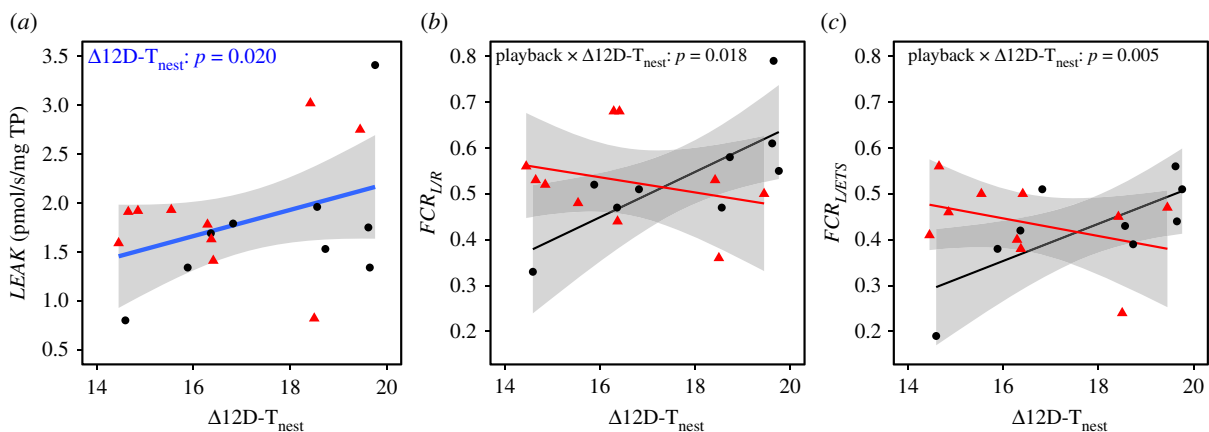 (a)
Δ12D-T_nest: p = 0.020
3.5
3.0
2.5
2.0
1.5
1.0
0.5
LEAK (pmol/s/mg TP)
14 16 18 20
Δ12D-T_nest
(b)
playback × Δ12D-T_nest: p = 0.018
0.8
0.7
0.6
0.5
0.4
0.3
0.2
FCR_L/R
14 16 18 20
Δ12D-T_nest
(c)
playback × Δ12D-T_nest: p = 0.005
0.8
0.7
0.6
0.5
0.4
0.3
0.2
FCR_L/ETS
14 16 18 20
Δ12D-T_nest